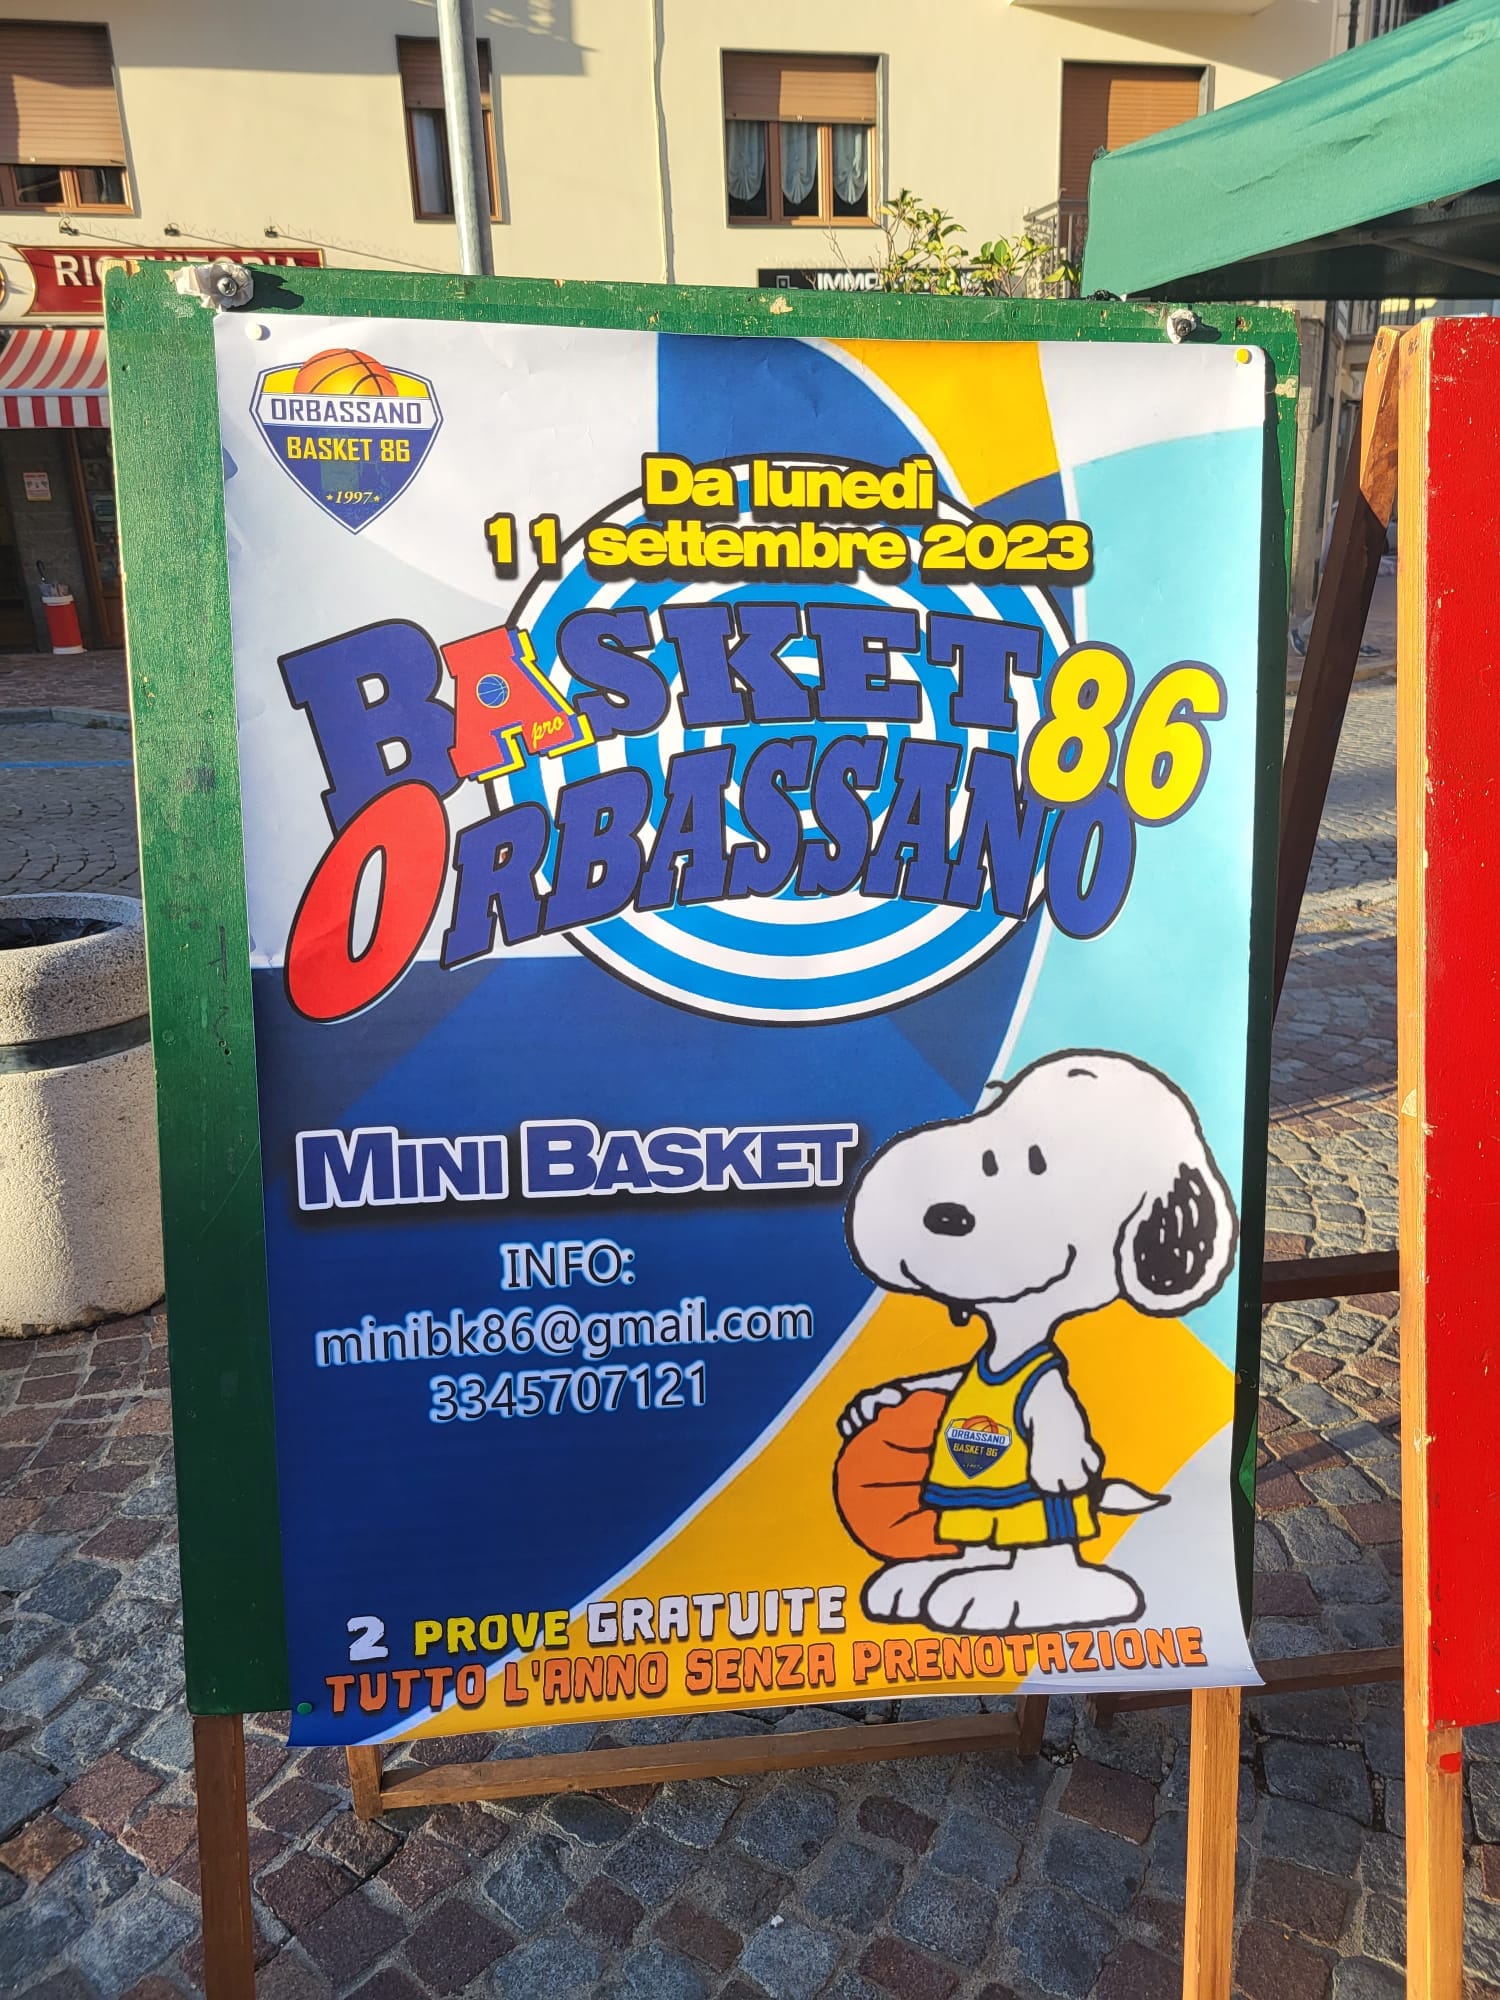 ORBASSANO
BASKET 86
1997
Da lunedì
11 settembre 2023
BASKET 86
pro
ORBASSANO
MINI BASKET
INFO:
minibk86@gmail.com
3345707121
ORBASSANO
BASKET 86
2 PROVE GRATUITE
TUTTO L'ANNO SENZA PRENOTAZIONE